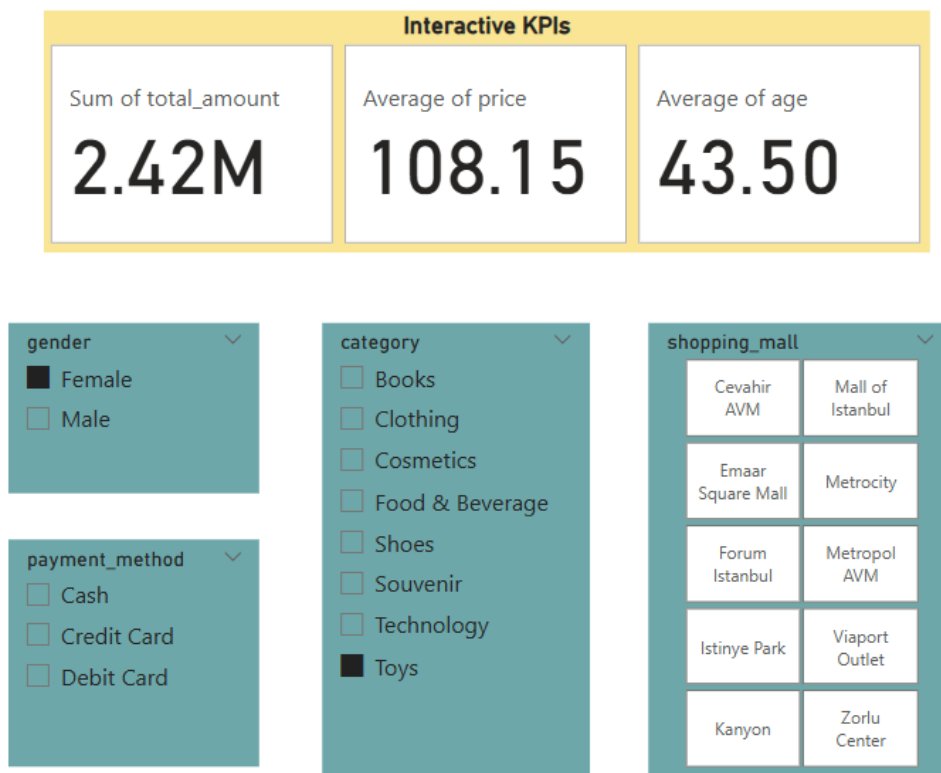 Interactive KPIs
Sum of total_amount
2.42M
Average of price
108.15
Average of age
43.50
gender
Female
Male
payment_method
Cash
Credit Card
Debit Card
category
Books
Clothing
Cosmetics
Food & Beverage
Shoes
Souvenir
Technology
Toys
shopping_mall
Cevahir
AVM
Mall of
Istanbul
Emaar
Square Mall
Metrocity
Forum
Istanbul
Metropol
AVM
Istinye Park
Viaport
Outlet
Kanyon
Zorlu
Center